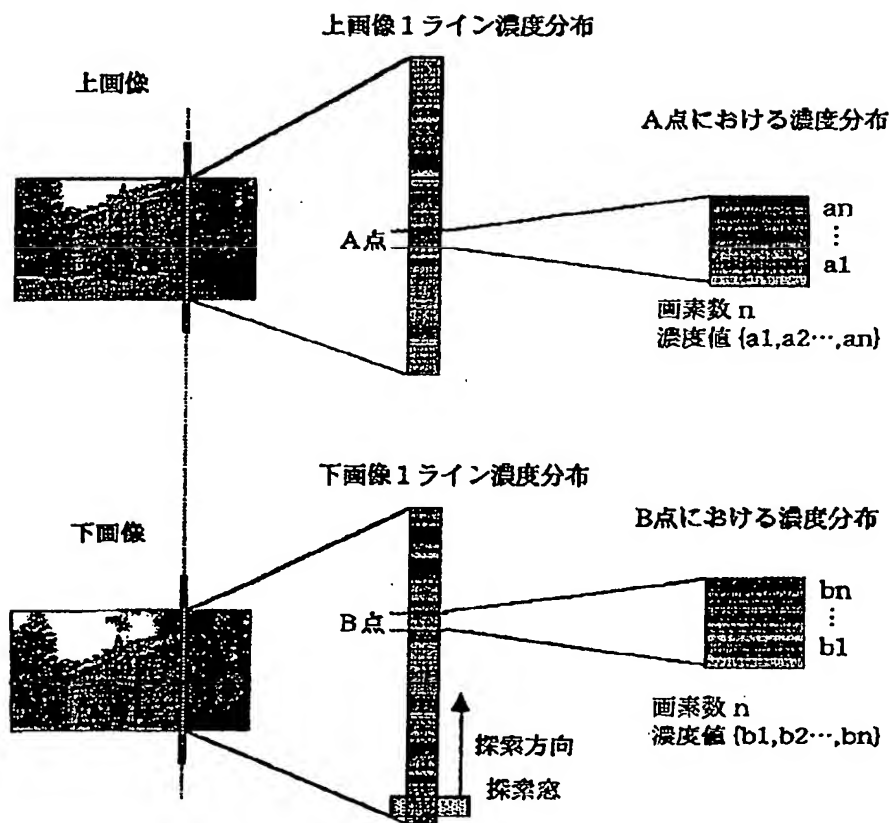 上画像1ライン濃度分布
上画像
A点における濃度分布
A点
an
⋮
a1
画素数 n
濃度値 {a1,a2…,an}
下画像1ライン濃度分布
下画像
B点における濃度分布
B点
bn
⋮
b1
画素数 n
濃度値 {b1,b2…,bn}
探索方向
探索窓